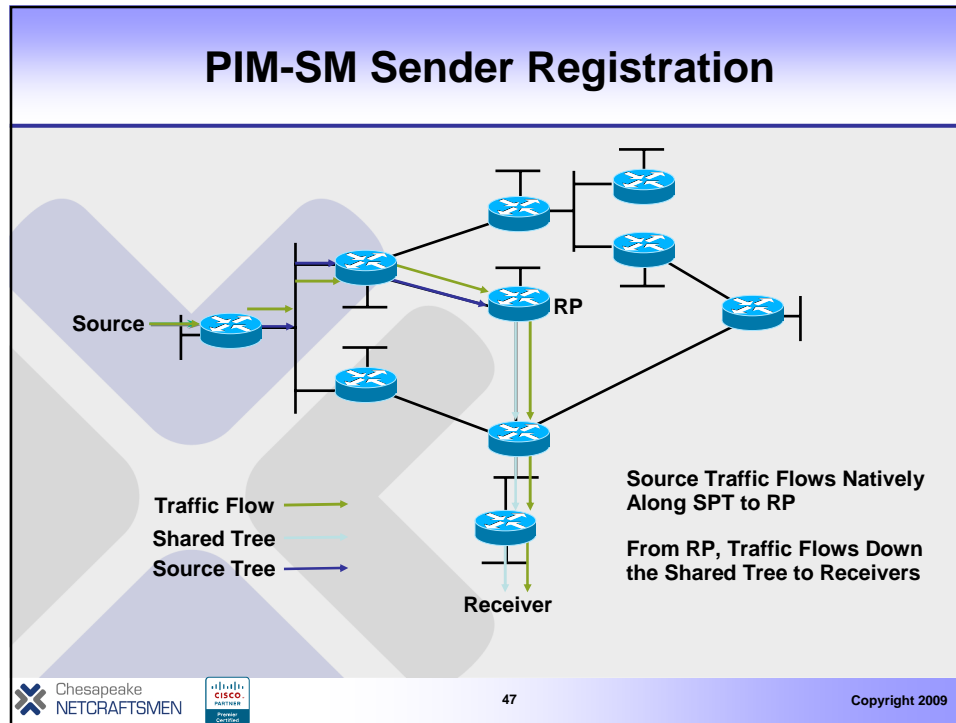 PIM-SM Sender Registration
RP
Source
Traffic Flow
Shared Tree
Source Tree
Receiver
Source Traffic Flows Natively
Along SPT to RP
From RP, Traffic Flows Down
the Shared Tree to Receivers
Chesapeake
NETCRAFTSMEN
CISCO
PARTNER
Premier
Certified
47
Copyright 2009